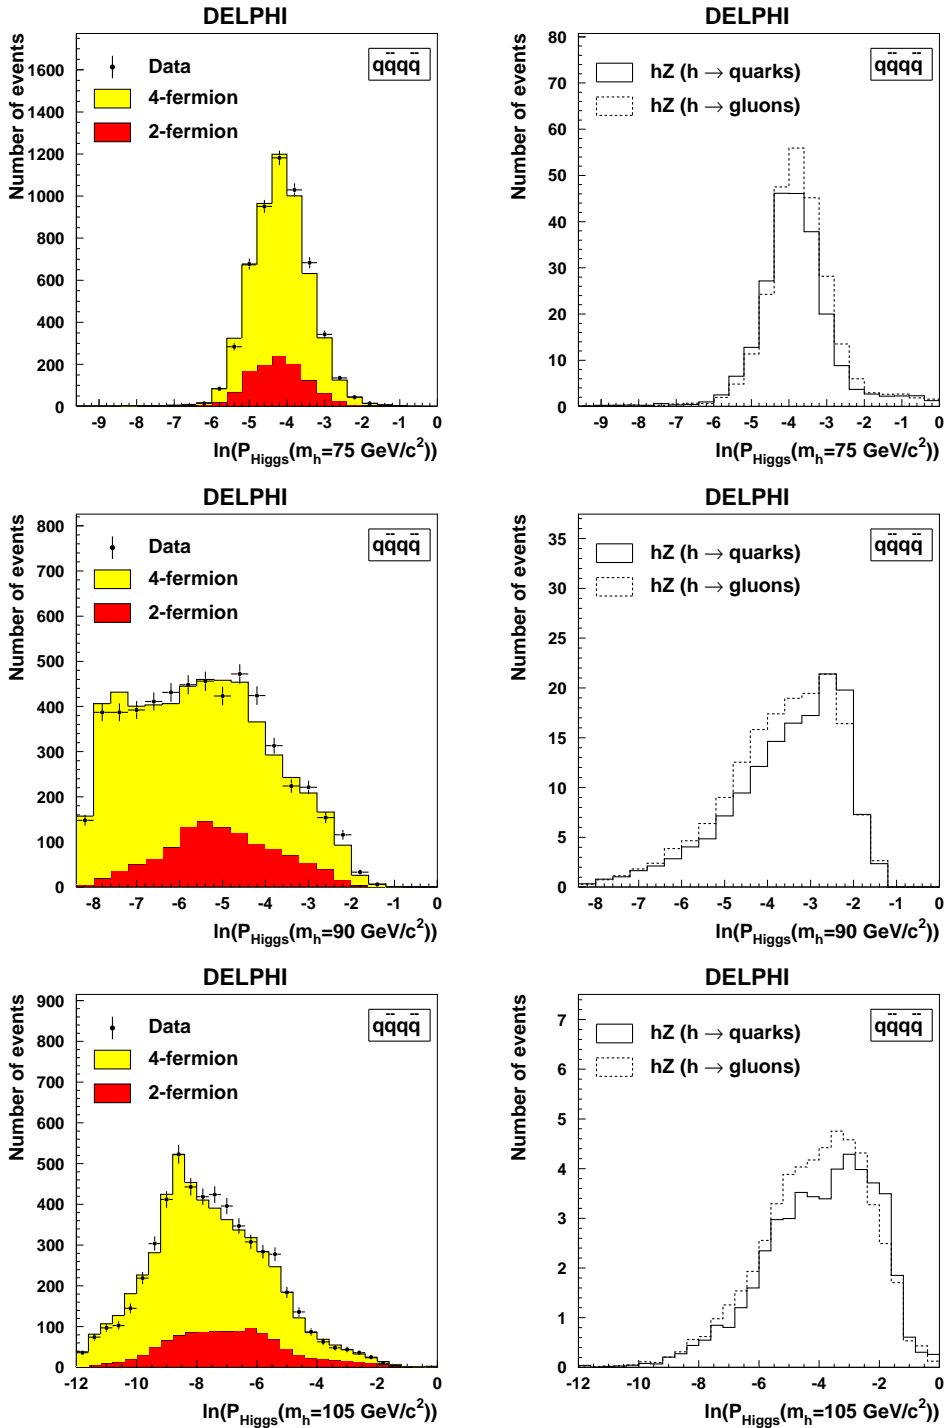 DELPHI
Number of events
1600
1400
1200
1000
800
600
400
200
0
Data
4-fermion
2-fermion
qq̄qq̄
-9 -8 -7 -6 -5 -4 -3 -2 -1 0
ln(P_Higgs(m_h=75 GeV/c²))
DELPHI
Number of events
80
70
60
50
40
30
20
10
0
hZ (h → quarks)
hZ (h → gluons)
qq̄qq̄
-9 -8 -7 -6 -5 -4 -3 -2 -1 0
ln(P_Higgs(m_h=75 GeV/c²))
DELPHI
Number of events
800
700
600
500
400
300
200
100
0
Data
4-fermion
2-fermion
qq̄qq̄
-8 -7 -6 -5 -4 -3 -2 -1 0
ln(P_Higgs(m_h=90 GeV/c²))
DELPHI
Number of events
35
30
25
20
15
10
5
0
hZ (h → quarks)
hZ (h → gluons)
qq̄qq̄
-8 -7 -6 -5 -4 -3 -2 -1 0
ln(P_Higgs(m_h=90 GeV/c²))
DELPHI
Number of events
900
800
700
600
500
400
300
200
100
0
Data
4-fermion
2-fermion
qq̄qq̄
-12 -10 -8 -6 -4 -2 0
ln(P_Higgs(m_h=105 GeV/c²))
DELPHI
Number of events
7
6
5
4
3
2
1
0
hZ (h → quarks)
hZ (h → gluons)
qq̄qq̄
-12 -10 -8 -6 -4 -2 0
ln(P_Higgs(m_h=105 GeV/c²))